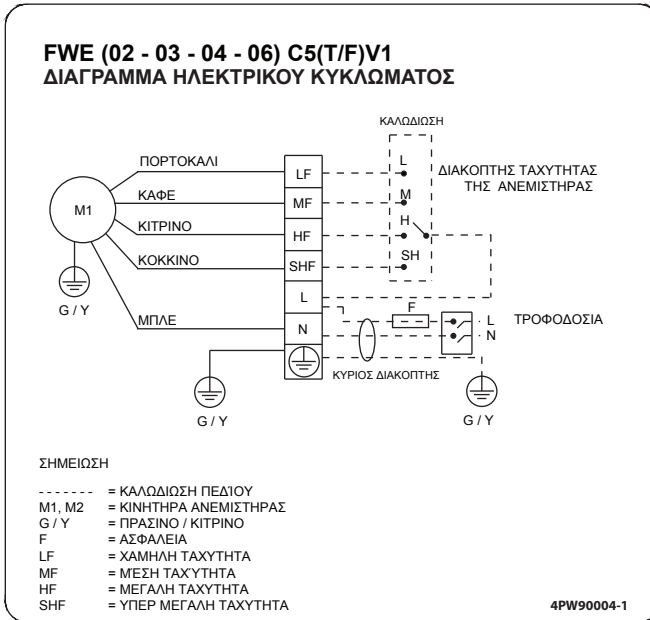 FWE (02 - 03 - 04 - 06) C5(T/F)V1
ΔΙΑΓΡΑΜΜΑ ΗΛΕΚΤΡΙΚΟΥ ΚΥΚΛΩΜΑΤΟΣ
ΚΑΛΩΔΙΩΣΗ
ΠΟΡΤΟΚΑΛΙ
LF
L
ΔΙΑΚΟΠΤΗΣ ΤΑΧΥΤΗΤΑΣ
ΤΗΣ ΑΝΕΜΙΣΤΗΡΑΣ
ΚΑΦΕ
MF
M
M1
ΚΙΤΡΙΝΟ
HF
H
ΚΟΚΚΙΝΟ
SHF
SH
G / Y
L
F
ΜΠΛΕ
N
L
N
ΤΡΟΦΟΔΟΣΙΑ
ΚΥΡΙΟΣ ΔΙΑΚΟΠΤΗΣ
G / Y
G / Y
ΣΗΜΕΙΩΣΗ
------- = ΚΑΛΩΔΙΩΣΗ ΠΕΔΊΟΥ
M1, M2 = ΚΙΝΗΤΗΡΑ ΑΝΕΜΙΣΤΗΡΑΣ
G / Y = ΠΡΑΣΙΝΟ / ΚΙΤΡΙΝΟ
F = ΑΣΦΑΛΕΙΑ
LF = ΧΑΜΗΛΗ ΤΑΧΥΤΗΤΑ
MF = ΜΈΣΗ ΤΑΧΎΤΗΤΑ
HF = ΜΕΓΑΛΗ ΤΑΧΥΤΗΤΑ
SHF = ΥΠΕΡ ΜΕΓΑΛΗ ΤΑΧΥΤΗΤΑ
4PW90004-1